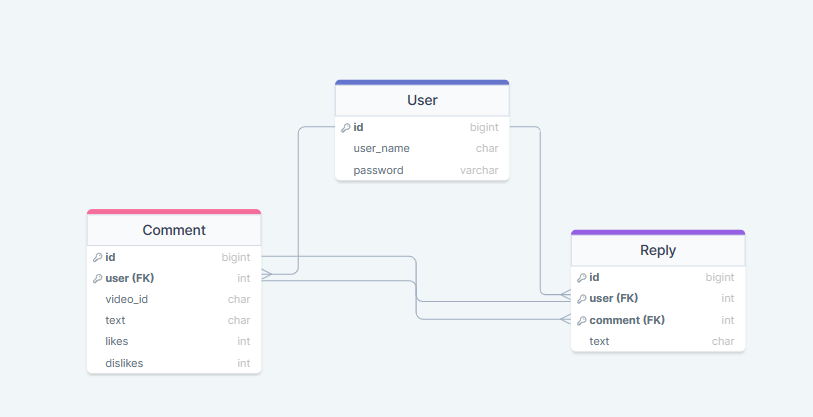 User
id bigint
user_name char
password varchar
Comment
id bigint
user (FK) int
video_id char
text char
likes int
dislikes int
Reply
id bigint
user (FK) int
comment (FK) int
text char